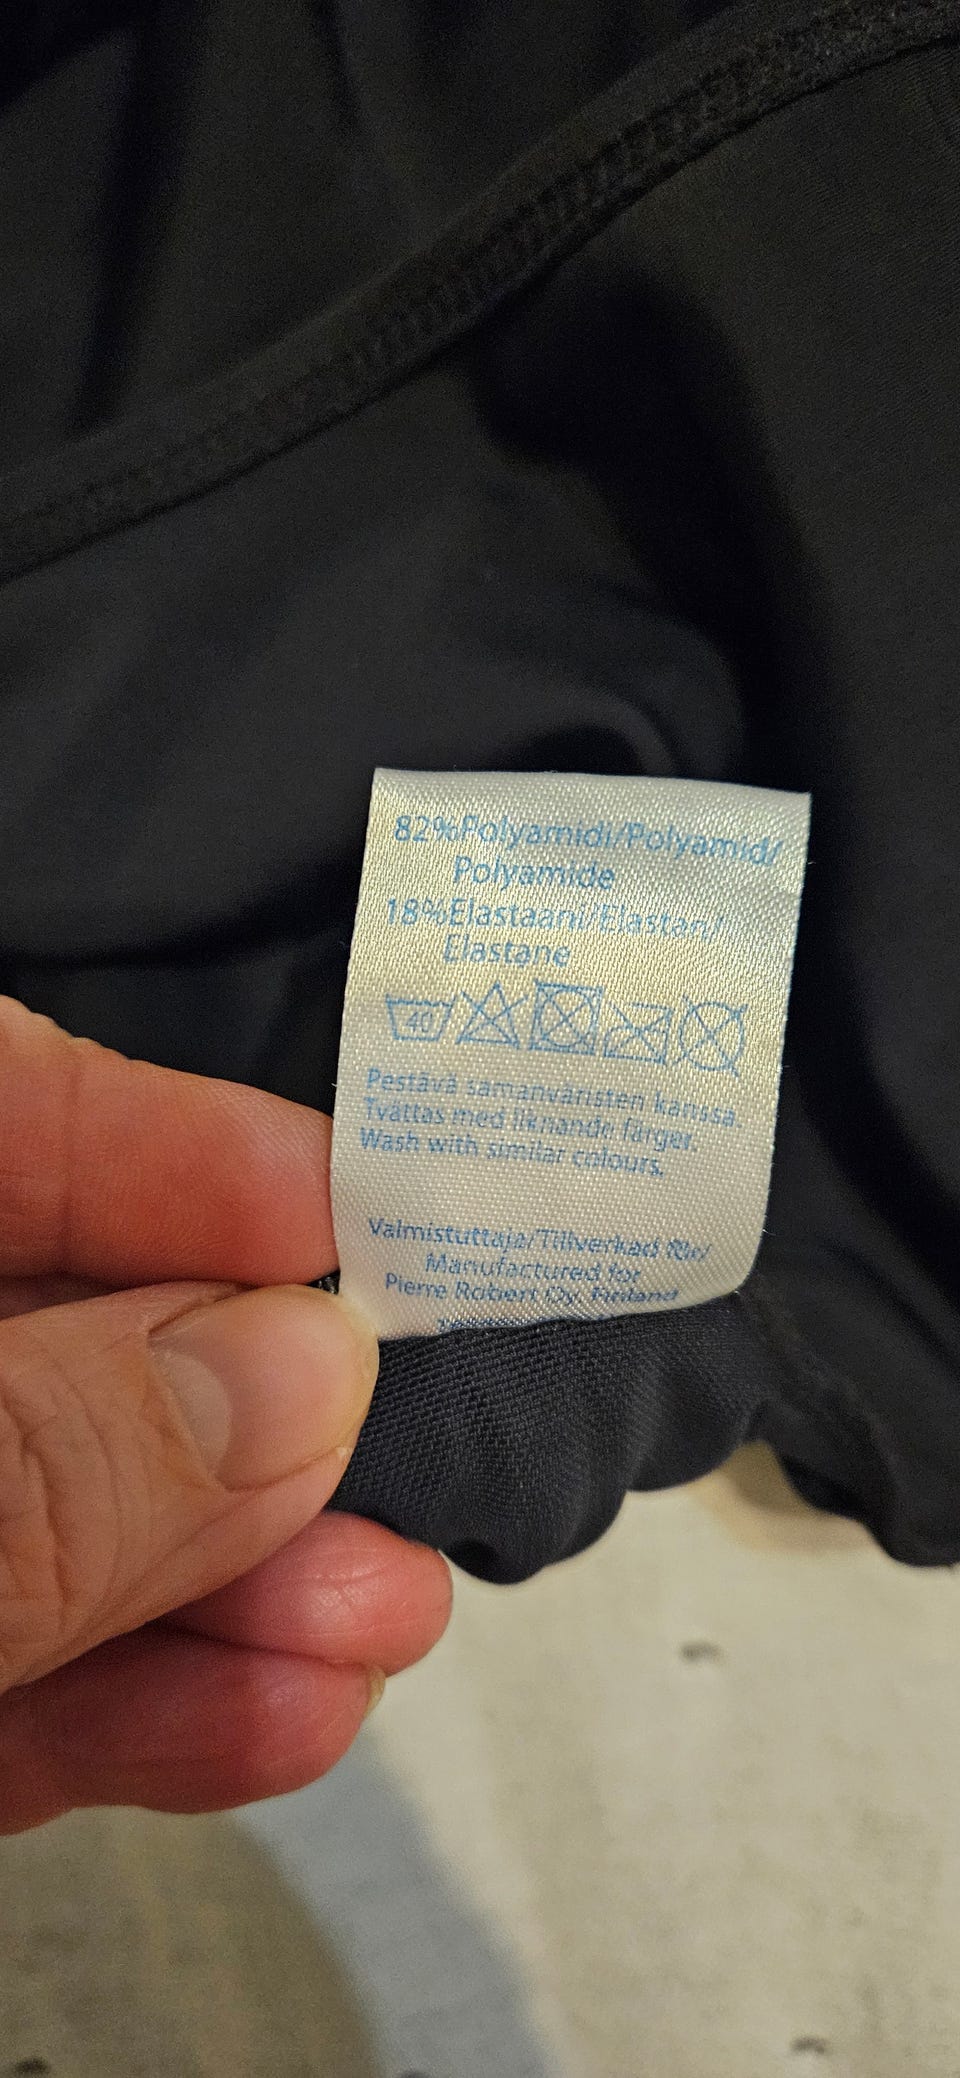 82%Polyamidi/Polyamid/
Polyamide
18%Elastaani/Elastan/
Elastane
40
Pestävä samanväristen kanssa.
Tvättas med liknande färger.
Wash with similar colours.
Valmistuttaja/Tillverkad för/
Manufactured for
Pierre Robert Oy, Finland